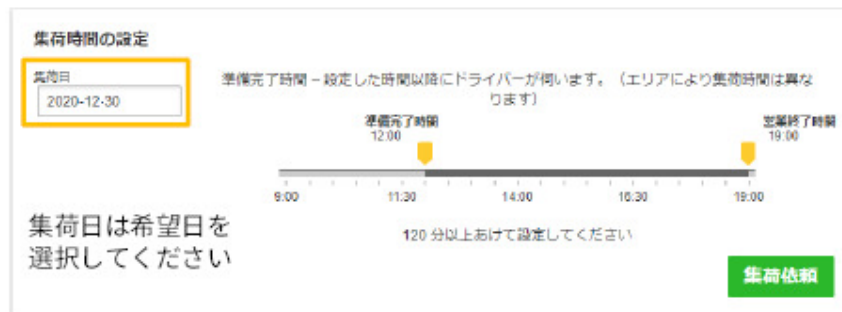 集荷時間の設定
集荷日
2020-12-30
準備完了時間 – 設定した時間以降にドライバーが伺います。（エリアにより集荷時間は異な
ります）
準備完了時間
12:00
営業終了時間
19:00
9:00 11:30 14:00 16:30 19:00
120 分以上あけて設定してください
集荷日は希望日を
選択してください
集荷依頼